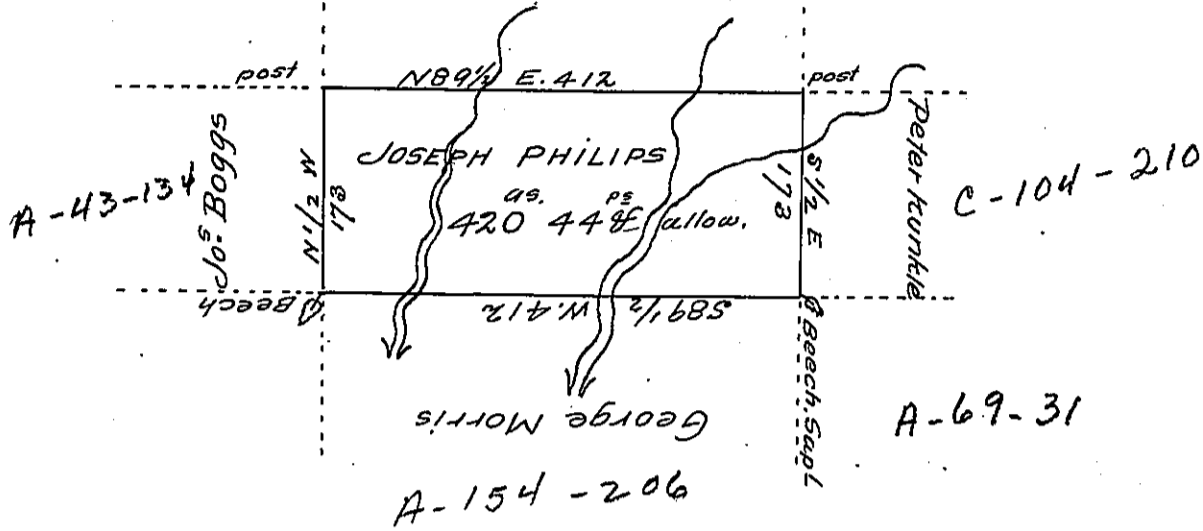 post
N89½ E. 412
post
A-43-134
Jos. Boggs
N½ W
173
JOSEPH PHILIPS
as. ps
420 44 & allow.
S½ E
173
Peter Kunkle
C-104-210
Beech
S89½ W. 412
Beech Sapl
George Morris
A-69-31
A-154-206